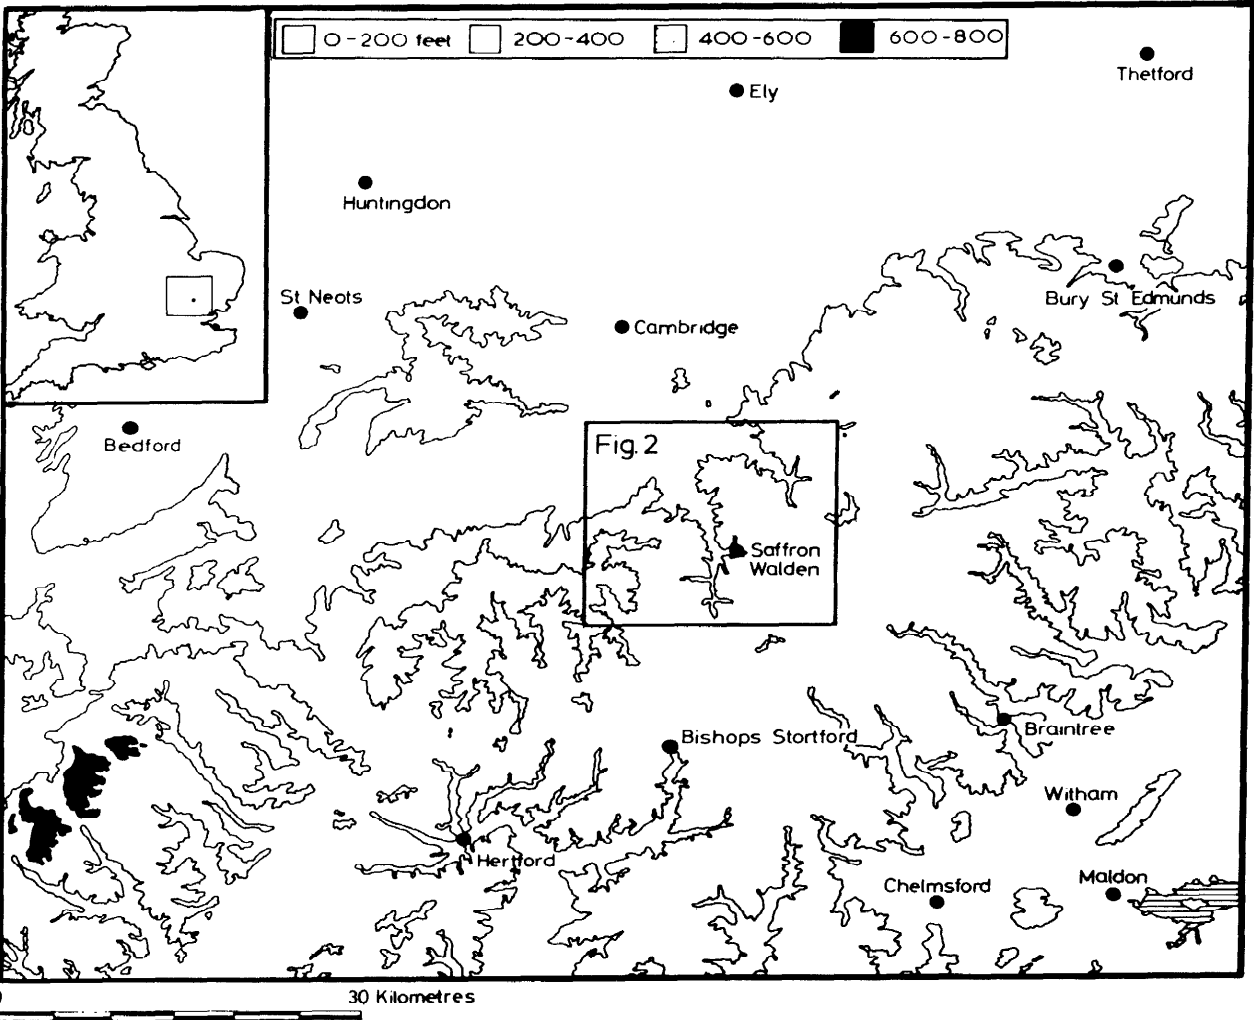 0-200 feet 200-400 400-600 600-800
Thetford
Ely
Huntingdon
St Neots
Bury St Edmunds
Cambridge
Bedford
Fig. 2
Saffron
Walden
Braintree
Bishops Stortford
Witham
Hertford
Maldon
Chelmsford
30 Kilometres